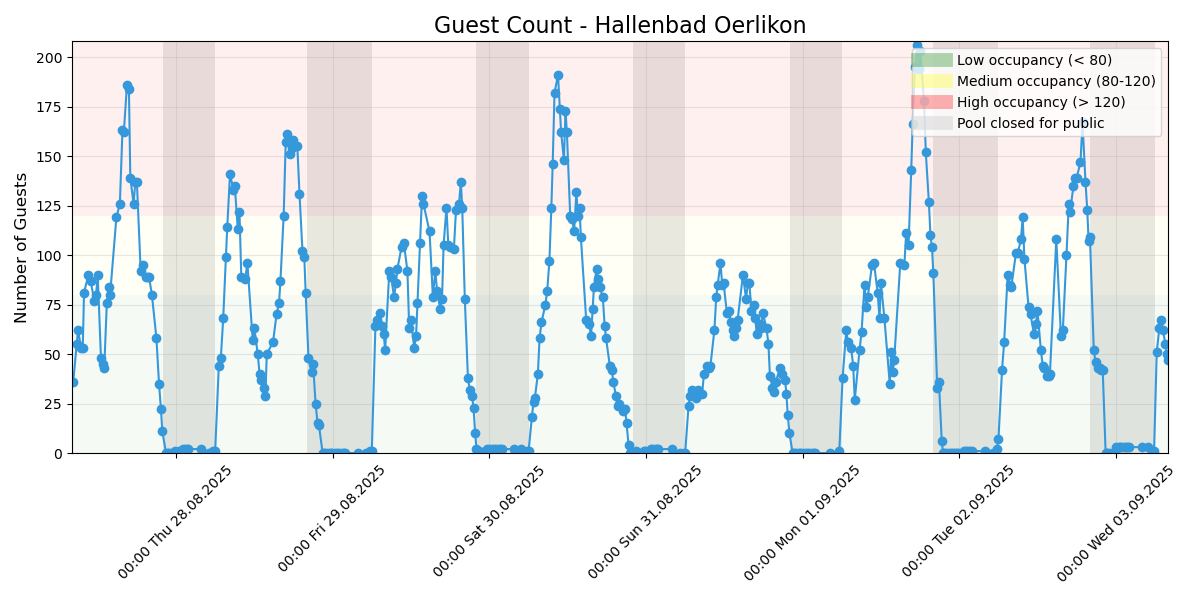 Guest Count - Hallenbad Oerlikon
Number of Guests
200
175
150
125
100
75
50
25
0
Low occupancy (< 80)
Medium occupancy (80-120)
High occupancy (> 120)
Pool closed for public
00:00 Thu 28.08.2025
00:00 Fri 29.08.2025
00:00 Sat 30.08.2025
00:00 Sun 31.08.2025
00:00 Mon 01.09.2025
00:00 Tue 02.09.2025
00:00 Wed 03.09.2025